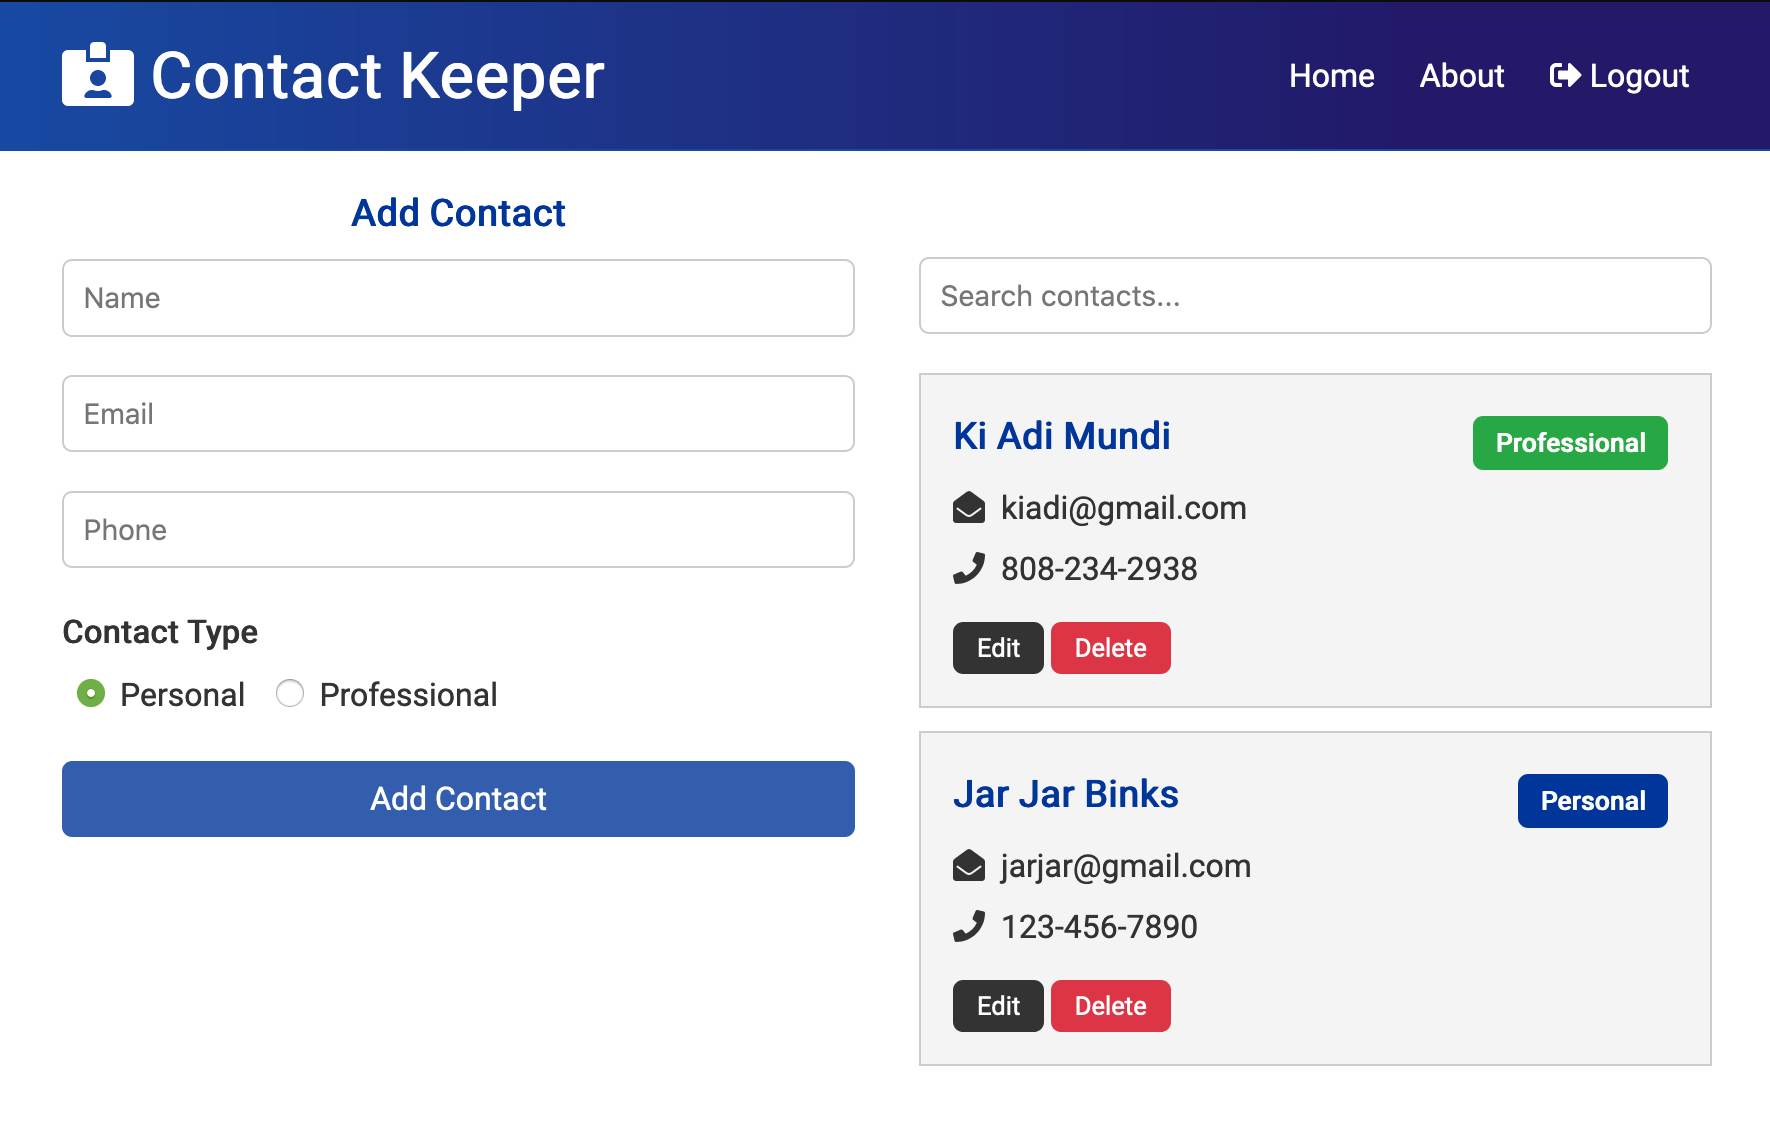 Contact Keeper
Home About Logout
Add Contact
Name
Email
Phone
Contact Type
Personal Professional
Add Contact
Search contacts...
Ki Adi Mundi
Professional
kiadi@gmail.com
808-234-2938
Edit Delete
Jar Jar Binks
Personal
jarjar@gmail.com
123-456-7890
Edit Delete